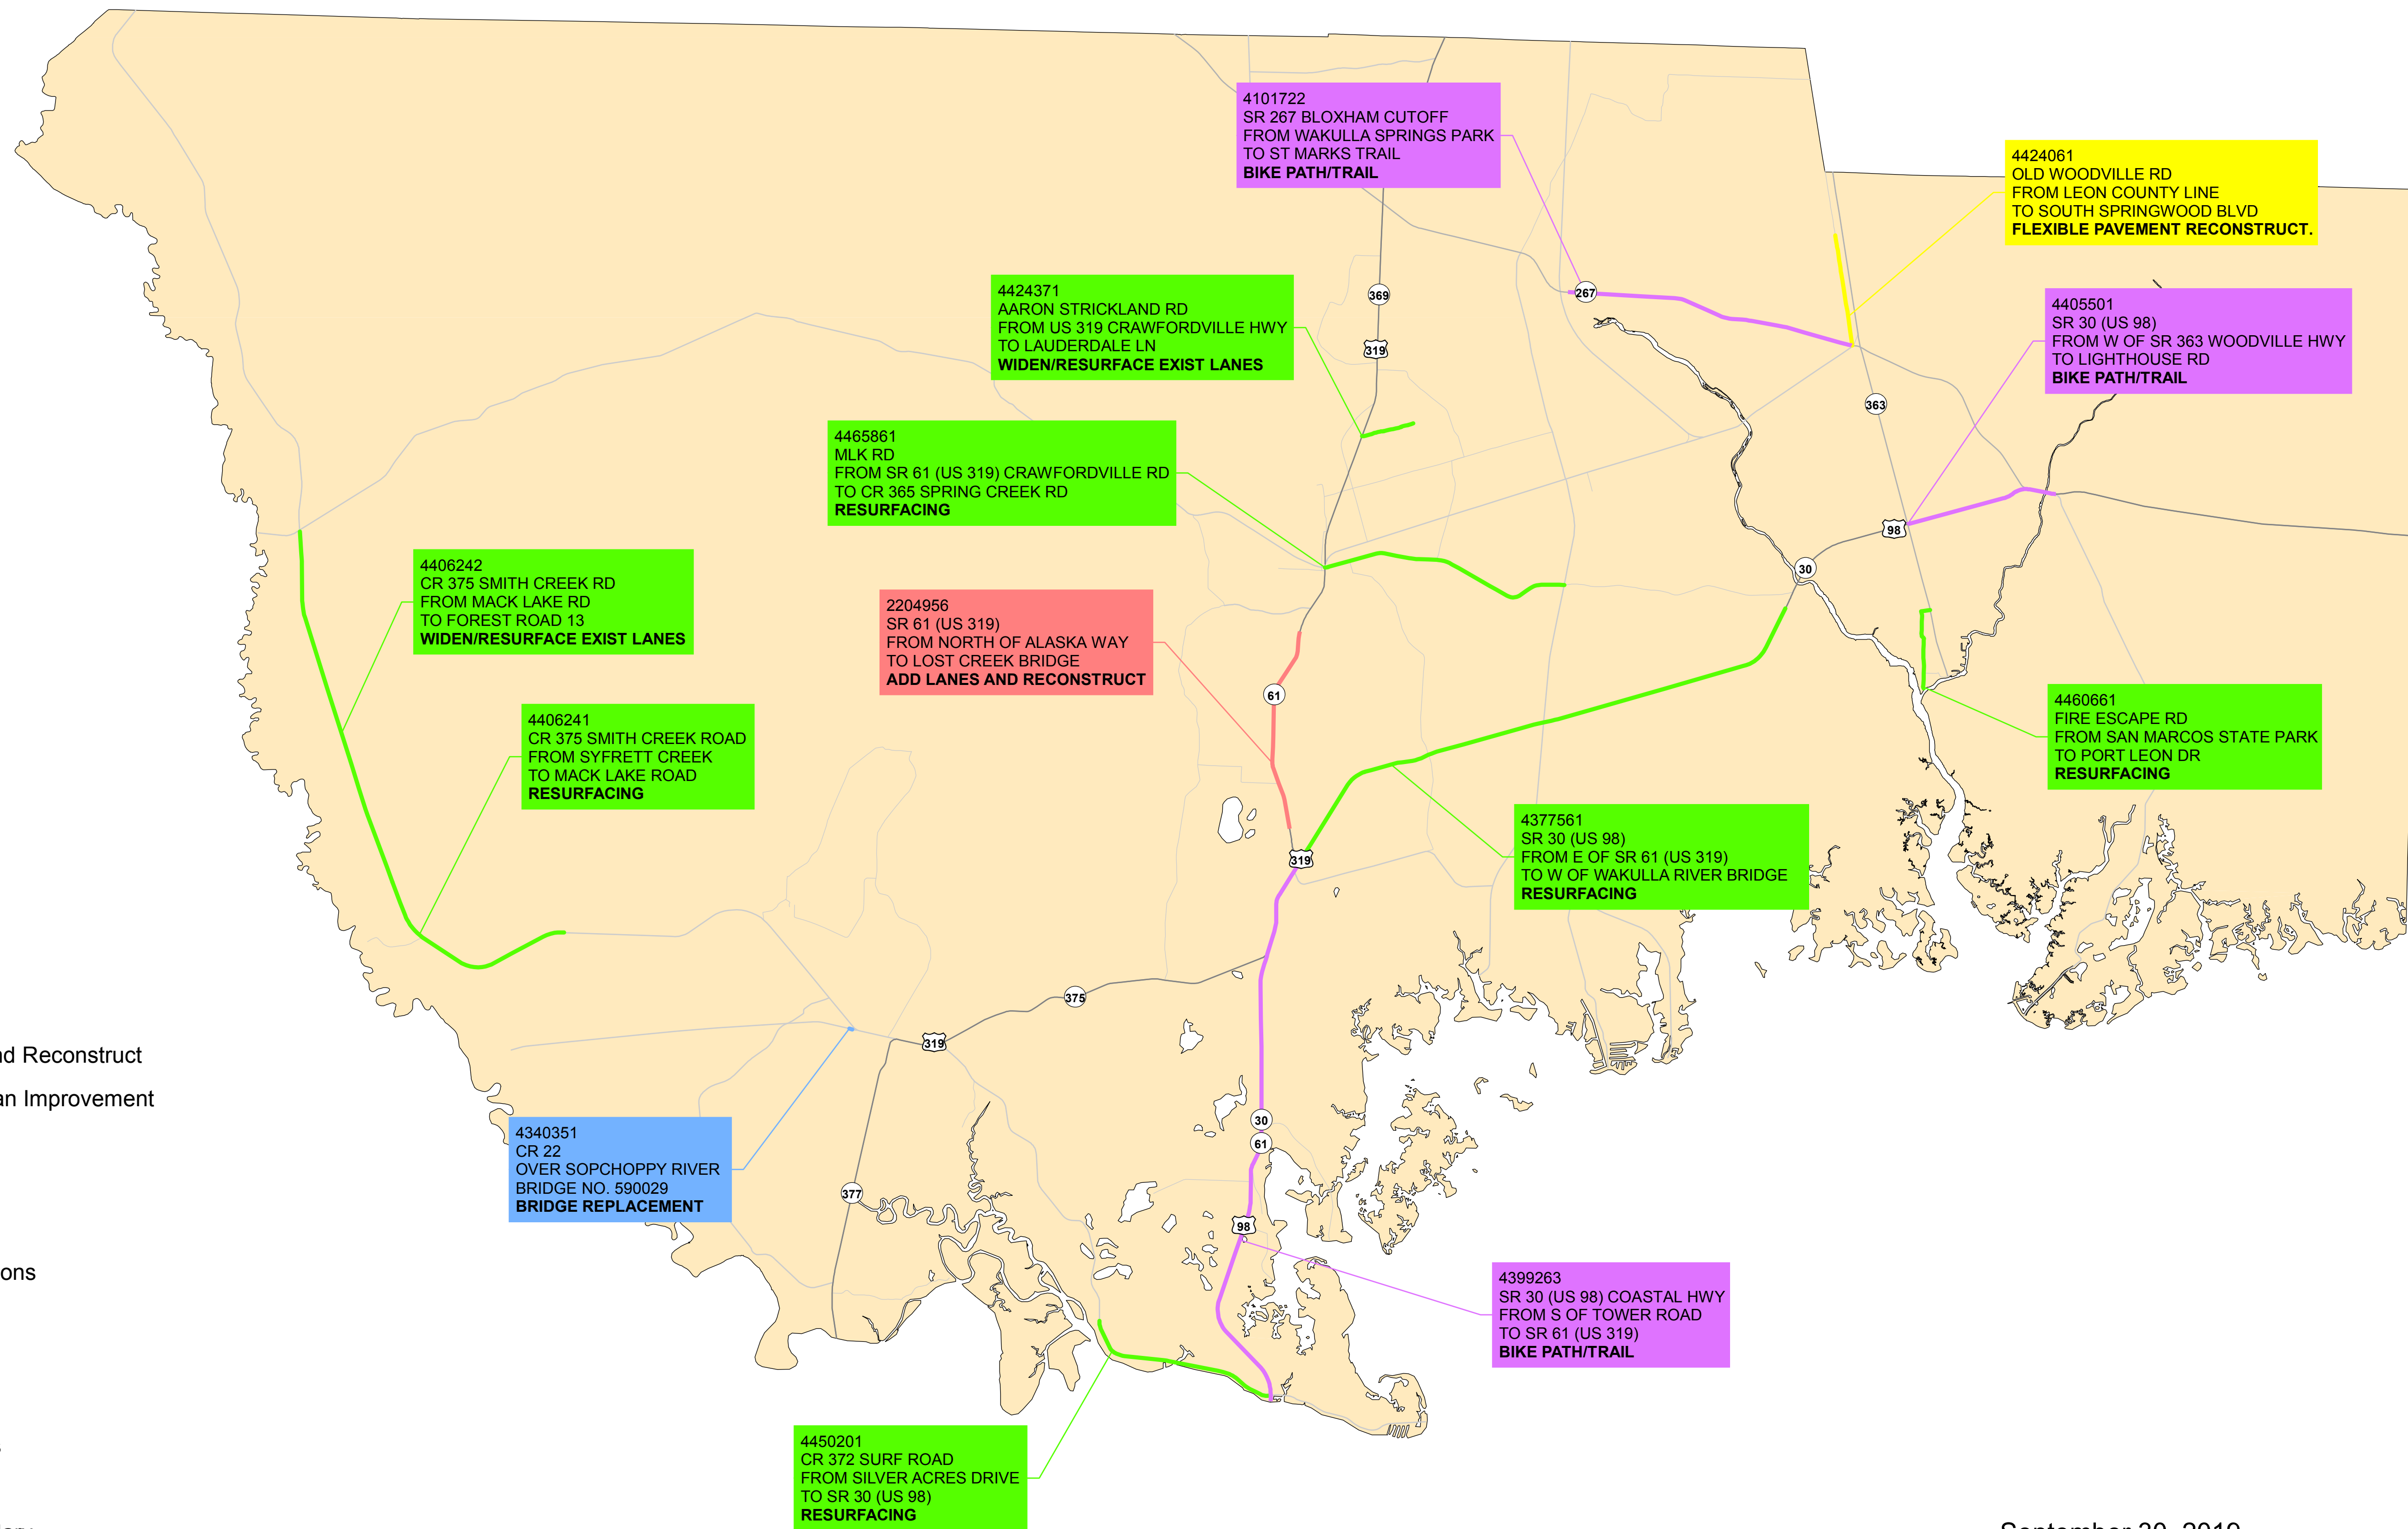 4101722
SR 267 BLOXHAM CUTOFF
FROM WAKULLA SPRINGS PARK
TO ST MARKS TRAIL
BIKE PATH/TRAIL
4424061
OLD WOODVILLE RD
FROM LEON COUNTY LINE
TO SOUTH SPRINGWOOD BLVD
FLEXIBLE PAVEMENT RECONSTRUCT.
4424371
AARON STRICKLAND RD
FROM US 319 CRAWFORDVILLE HWY
TO LAUDERDALE LN
WIDEN/RESURFACE EXIST LANES
369
267
319
4405501
SR 30 (US 98)
FROM W OF SR 363 WOODVILLE HWY
TO LIGHTHOUSE RD
BIKE PATH/TRAIL
363
4465861
MLK RD
FROM SR 61 (US 319) CRAWFORDVILLE RD
TO CR 365 SPRING CREEK RD
RESURFACING
98
30
4406242
CR 375 SMITH CREEK RD
FROM MACK LAKE RD
TO FOREST ROAD 13
WIDEN/RESURFACE EXIST LANES
2204956
SR 61 (US 319)
FROM NORTH OF ALASKA WAY
TO LOST CREEK BRIDGE
ADD LANES AND RECONSTRUCT
61
4406241
CR 375 SMITH CREEK ROAD
FROM SYFRETT CREEK
TO MACK LAKE ROAD
RESURFACING
4460661
FIRE ESCAPE RD
FROM SAN MARCOS STATE PARK
TO PORT LEON DR
RESURFACING
4377561
SR 30 (US 98)
FROM E OF SR 61 (US 319)
TO W OF WAKULLA RIVER BRIDGE
RESURFACING
319
375
319
nd Reconstruct
an Improvement
30
61
4340351
CR 22
OVER SOPCHOPPY RIVER
BRIDGE NO. 590029
BRIDGE REPLACEMENT
377
98
ons
4399263
SR 30 (US 98) COASTAL HWY
FROM S OF TOWER ROAD
TO SR 61 (US 319)
BIKE PATH/TRAIL
4450201
CR 372 SURF ROAD
FROM SILVER ACRES DRIVE
TO SR 30 (US 98)
RESURFACING
September 30, 2019